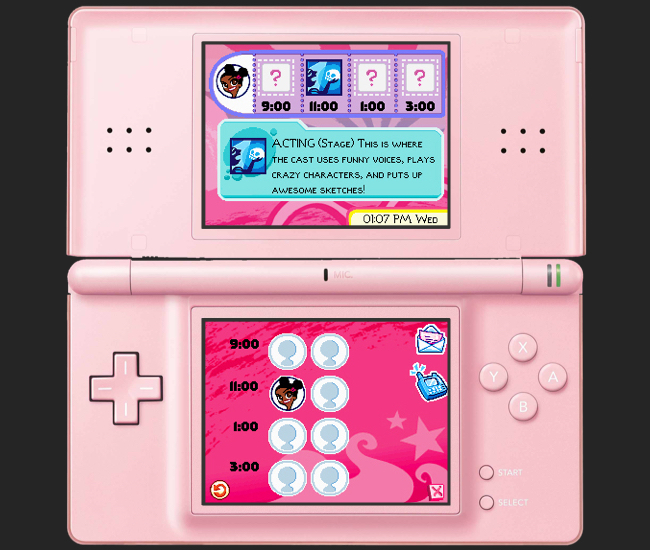 ? ? ?
9:00 11:00 1:00 3:00
ACTING (STAGE) THIS IS WHERE
THE CAST USES FUNNY VOICES, PLAYS
CRAZY CHARACTERS, AND PUTS UP
AWESOME SKETCHES!
01:07 PM WED
MIC.
9:00
11:00
1:00
3:00
X
Y A
B
START
SELECT